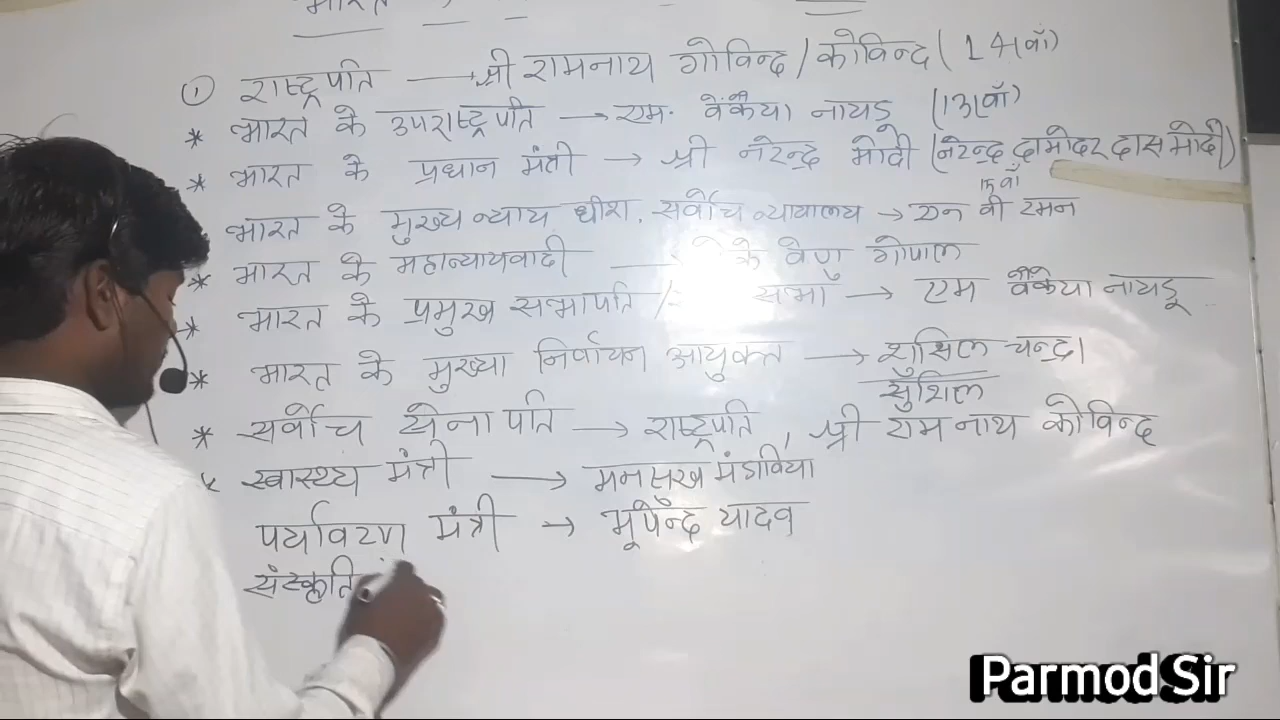 भारत
① राष्ट्रपति → श्री रामनाथ गोविन्द / कोविन्द ( 14वाँ)
* भारत के उपराष्ट्रपति → एम. वेंकैया नायडू (13वाँ)
* भारत के प्रधान मंत्री → श्री नरेन्द्र मोदी (नरेन्द्र दामोदर दास मोदी)
15वाँ
भारत के मुख्य न्याय धीश, सर्वोच न्यायालय → एन वी रमन
* भारत के महान्यायवादी के के वेणु गोपाल
* भारत के प्रमुख सभापति / सभा → एम वेंकैया नायडू
* भारत के मुख्या निर्वाचन आयुक्त → शुसिल चन्द्रा
सुशिल
* सर्वोच सेना पति → राष्ट्रपति, श्री राम नाथ कोविन्द
* स्वास्थ्य मंत्री → मनसुख मंडाविया
पर्यावरण मंत्री → भूपेन्द्र यादव
संस्कृति
Parmod Sir